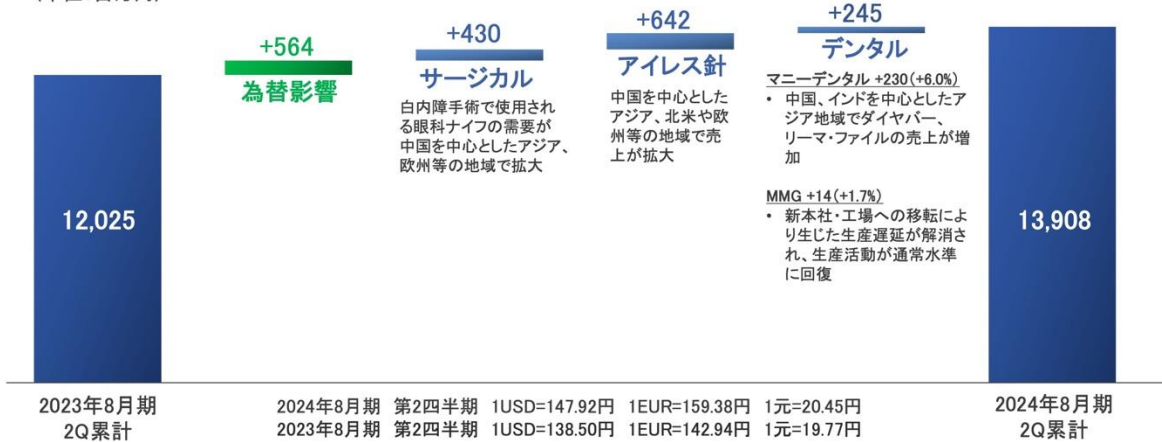 +564
為替影響
+430
サージカル
白内障手術で使用され
る眼科ナイフの需要が
中国を中心としたアジア、
欧州等の地域で拡大
+642
アイレス針
中国を中心とした
アジア、北米や欧
州等の地域で売
上が拡大
+245
デンタル
マニーデンタル +230(+6.0%)
• 中国、インドを中心としたア
ジア地域でダイヤバー、
リーマ・ファイルの売上が増
加
MMG +14(+1.7%)
• 新本社・工場への移転によ
り生じた生産遅延が解消さ
れ、生産活動が通常水準
に回復
12,025
13,908
2023年8月期
2Q累計
2024年8月期 第2四半期 1USD=147.92円 1EUR=159.38円 1元=20.45円
2023年8月期 第2四半期 1USD=138.50円 1EUR=142.94円 1元=19.77円
2024年8月期
2Q累計